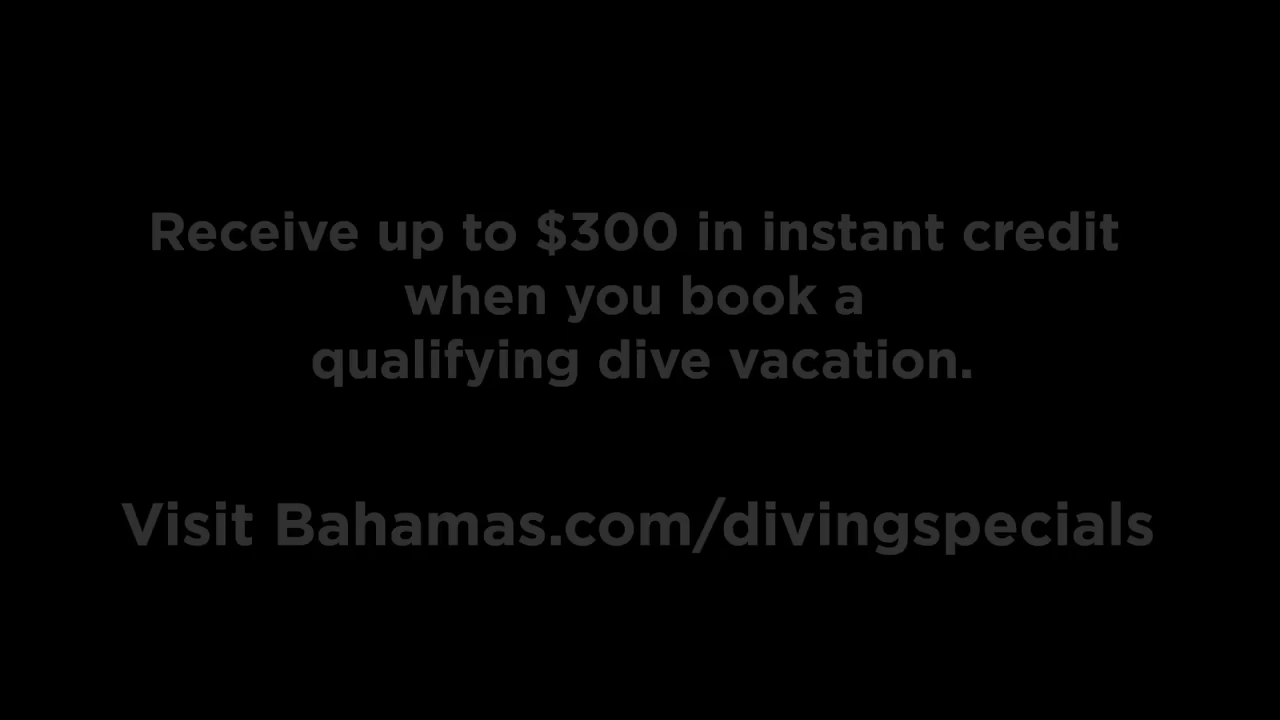 Receive up to $300 in instant credit
when you book a
qualifying dive vacation.
Visit Bahamas.com/divingspecials